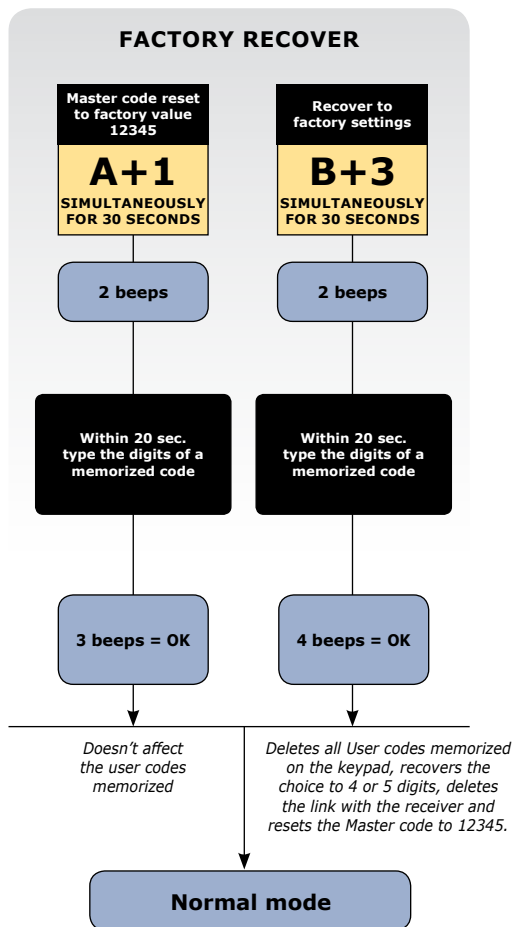 FACTORY RECOVER
Master code reset
to factory value
12345
A+1
SIMULTANEOUSLY
FOR 30 SECONDS
2 beeps
Within 20 sec.
type the digits of a
memorized code
3 beeps = OK
Doesn't affect
the user codes
memorized
Recover to
factory settings
B+3
SIMULTANEOUSLY
FOR 30 SECONDS
2 beeps
Within 20 sec.
type the digits of a
memorized code
4 beeps = OK
Deletes all User codes memorized
on the keypad, recovers the
choice to 4 or 5 digits, deletes
the link with the receiver and
resets the Master code to 12345.
Normal mode